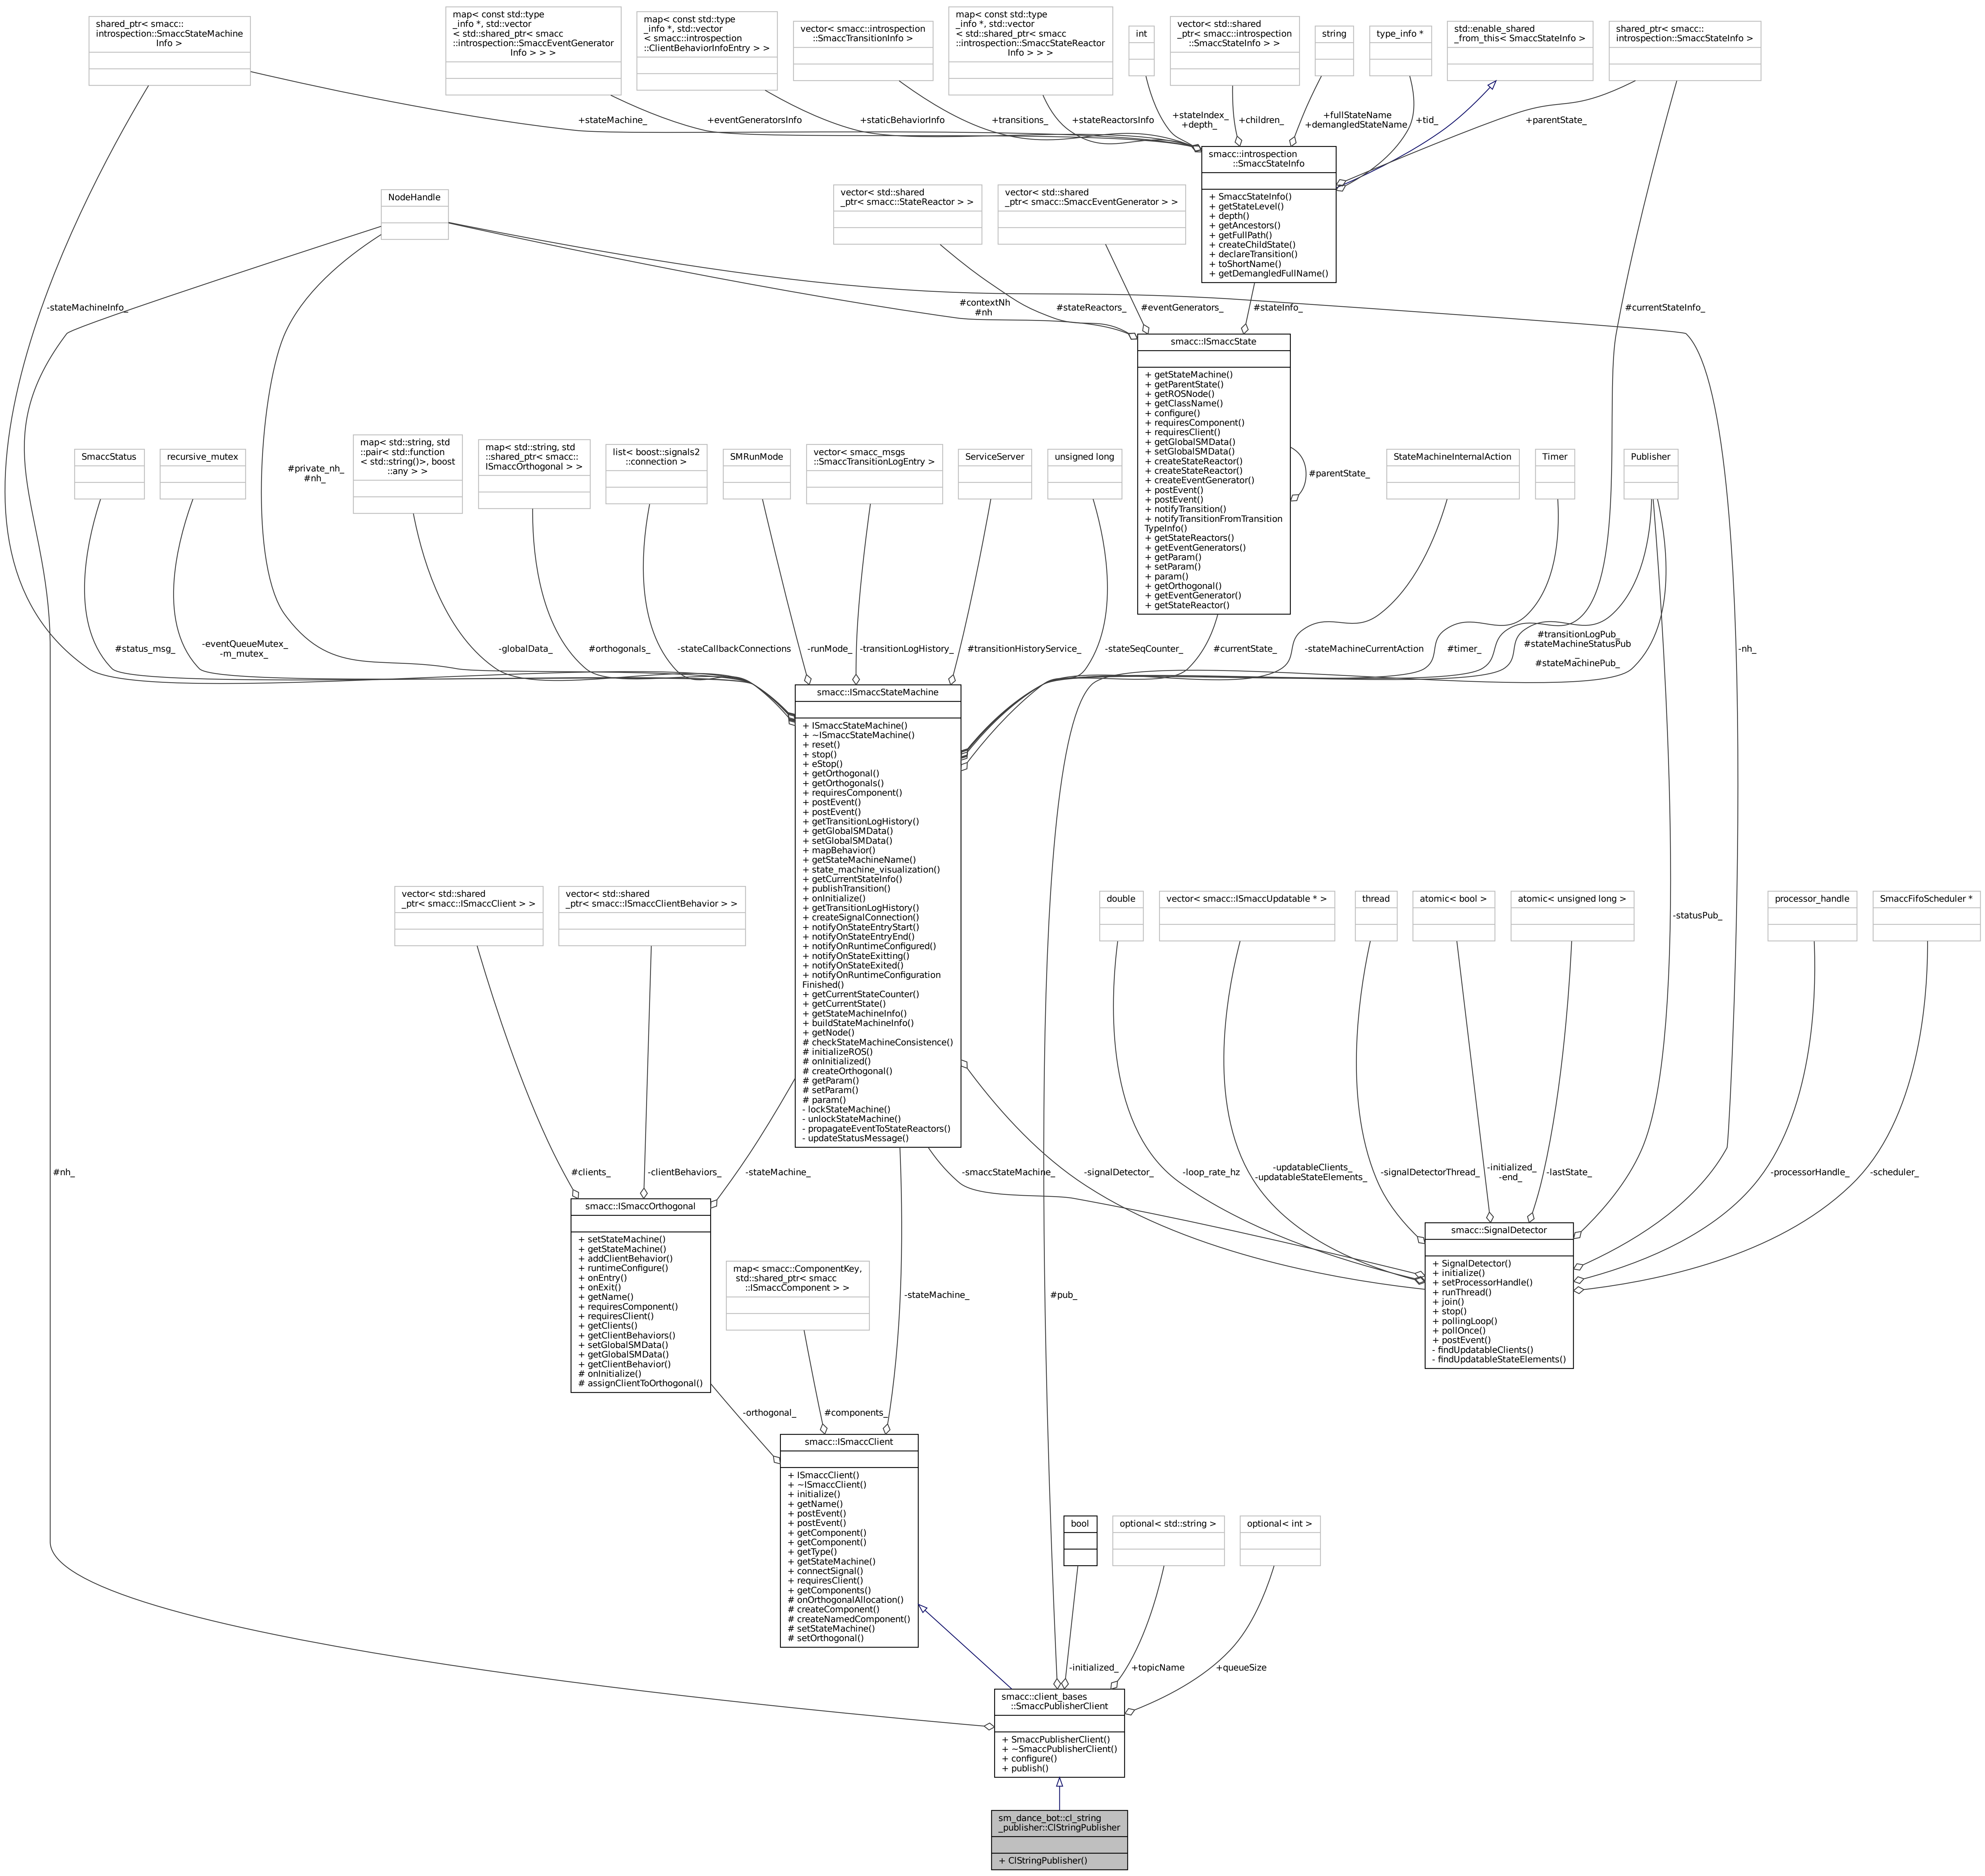 shared_ptr< smacc::
introspection::SmaccStateMachine
Info >
map< const std::type
_info *, std::vector
< std::shared_ptr< smacc
::introspection::SmaccEventGenerator
Info > > >
map< const std::type
_info *, std::vector
< smacc::introspection
::ClientBehaviorInfoEntry > >
vector< smacc::introspection
::SmaccTransitionInfo >
map< const std::type
_info *, std::vector
< std::shared_ptr< smacc
::introspection::SmaccStateReactor
Info > > >
int
vector< std::shared
_ptr< smacc::introspection
::SmaccStateInfo > >
string
type_info *
std::enable_shared
_from_this< SmaccStateInfo >
shared_ptr< smacc::
introspection::SmaccStateInfo >
+stateMachine_
+eventGeneratorsInfo
+staticBehaviorInfo
+transitions_
+stateReactorsInfo
+stateIndex_
+depth_
+children_
+fullStateName
+demangledStateName
+tid_
+parentState_
smacc::introspection
::SmaccStateInfo
+ SmaccStateInfo()
+ getStateLevel()
+ depth()
+ getAncestors()
+ getFullPath()
+ createChildState()
+ declareTransition()
+ toShortName()
+ getDemangledFullName()
NodeHandle
vector< std::shared
_ptr< smacc::StateReactor > >
vector< std::shared
_ptr< smacc::SmaccEventGenerator > >
-stateMachineInfo_
#contextNh
#nh
#stateReactors_
#eventGenerators_
#stateInfo_
#currentStateInfo_
smacc::ISmaccState
+ getStateMachine()
+ getParentState()
+ getROSNode()
+ getClassName()
+ configure()
+ requiresComponent()
+ requiresClient()
+ getGlobalSMData()
+ setGlobalSMData()
+ createStateReactor()
+ createStateReactor()
+ createEventGenerator()
+ postEvent()
+ postEvent()
+ notifyTransition()
+ notifyTransitionFromTransition
TypeInfo()
+ getStateReactors()
+ getEventGenerators()
+ getParam()
+ setParam()
+ param()
+ getOrthogonal()
+ getEventGenerator()
+ getStateReactor()
#parentState_
SmaccStatus
recursive_mutex
#private_nh_
#nh_
map< std::string, std
::pair< std::function
< std::string()>, boost
::any > >
map< std::string, std
::shared_ptr< smacc::
ISmaccOrthogonal > >
list< boost::signals2
::connection >
SMRunMode
vector< smacc_msgs
::SmaccTransitionLogEntry >
ServiceServer
unsigned long
StateMachineInternalAction
Timer
Publisher
#status_msg_
-eventQueueMutex_
-m_mutex_
-globalData_
#orthogonals_
-stateCallbackConnections
-runMode_
-transitionLogHistory_
#transitionHistoryService_
-stateSeqCounter_
#currentState_
-stateMachineCurrentAction
#timer_
#transitionLogPub_
#stateMachineStatusPub
_
#stateMachinePub_
-nh_
smacc::ISmaccStateMachine
+ ISmaccStateMachine()
+ ~ISmaccStateMachine()
+ reset()
+ stop()
+ eStop()
+ getOrthogonal()
+ getOrthogonals()
+ requiresComponent()
+ postEvent()
+ postEvent()
+ getTransitionLogHistory()
+ getGlobalSMData()
+ setGlobalSMData()
+ mapBehavior()
+ getStateMachineName()
+ state_machine_visualization()
+ getCurrentStateInfo()
+ publishTransition()
+ onInitialize()
+ getTransitionLogHistory()
+ createSignalConnection()
+ notifyOnStateEntryStart()
+ notifyOnStateEntryEnd()
+ notifyOnRuntimeConfigured()
+ notifyOnStateExitting()
+ notifyOnStateExited()
+ notifyOnRuntimeConfiguration
Finished()
+ getCurrentStateCounter()
+ getCurrentState()
+ getStateMachineInfo()
+ buildStateMachineInfo()
+ getNode()
# checkStateMachineConsistence()
# initializeROS()
# onInitialized()
# createOrthogonal()
# getParam()
# setParam()
# param()
- lockStateMachine()
- unlockStateMachine()
- propagateEventToStateReactors()
- updateStatusMessage()
vector< std::shared
_ptr< smacc::ISmaccClient > >
vector< std::shared
_ptr< smacc::ISmaccClientBehavior > >
double
vector< smacc::ISmaccUpdatable * >
thread
atomic< bool >
atomic< unsigned long >
-statusPub_
processor_handle
SmaccFifoScheduler *
#nh_
#clients_
-clientBehaviors_
-stateMachine_
-smaccStateMachine_
-signalDetector_
-loop_rate_hz
-updatableClients_
-updatableStateElements_
-signalDetectorThread_
-initialized_
-end_
-lastState_
-processorHandle_
-scheduler_
smacc::ISmaccOrthogonal
+ setStateMachine()
+ getStateMachine()
+ addClientBehavior()
+ runtimeConfigure()
+ onEntry()
+ onExit()
+ getName()
+ requiresComponent()
+ requiresClient()
+ getClients()
+ getClientBehaviors()
+ setGlobalSMData()
+ getGlobalSMData()
+ getClientBehavior()
# onInitialize()
# assignClientToOrthogonal()
smacc::SignalDetector
+ SignalDetector()
+ initialize()
+ setProcessorHandle()
+ runThread()
+ join()
+ stop()
+ pollingLoop()
+ pollOnce()
+ postEvent()
- findUpdatableClients()
- findUpdatableStateElements()
map< smacc::ComponentKey,
std::shared_ptr< smacc
::ISmaccComponent > >
-stateMachine_
#pub_
-orthogonal_
#components_
smacc::ISmaccClient
+ ISmaccClient()
+ ~ISmaccClient()
+ initialize()
+ getName()
+ postEvent()
+ postEvent()
+ getComponent()
+ getComponent()
+ getType()
+ getStateMachine()
+ connectSignal()
+ requiresClient()
+ getComponents()
# onOrthogonalAllocation()
# createComponent()
# createNamedComponent()
# setStateMachine()
# setOrthogonal()
bool
optional< std::string >
optional< int >
-initialized_
+topicName
+queueSize
smacc::client_bases
::SmaccPublisherClient
+ SmaccPublisherClient()
+ ~SmaccPublisherClient()
+ configure()
+ publish()
sm_dance_bot::cl_string
_publisher::ClStringPublisher
+ ClStringPublisher()